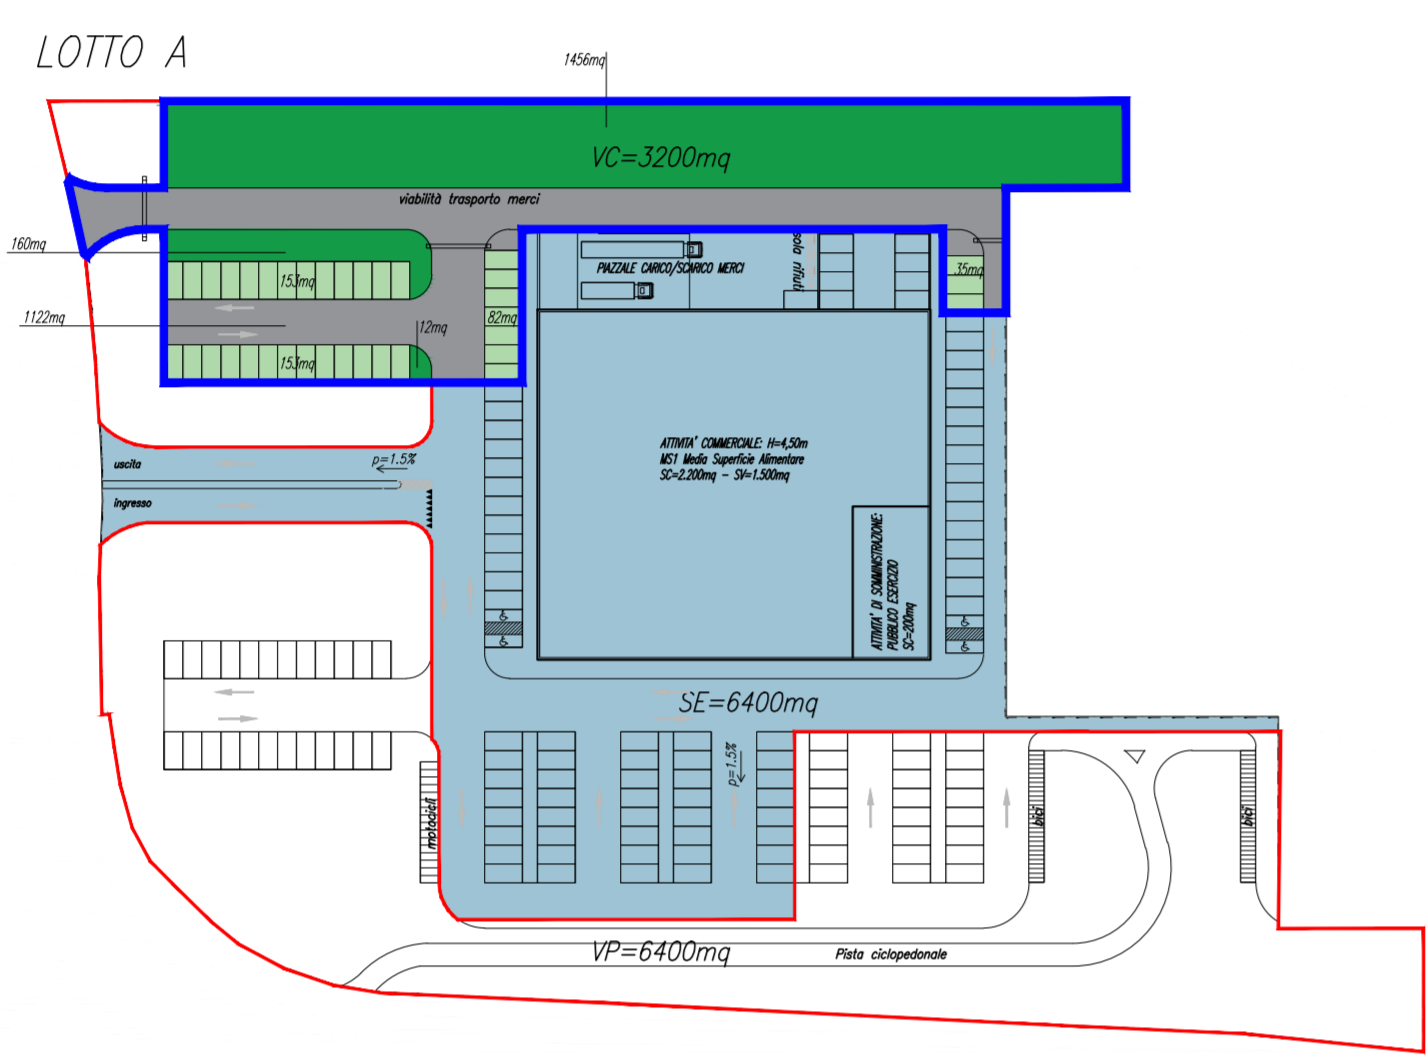 LOTTO A
1456mq
VC=3200mq
viabilità trasporto merci
160mq
153mq
1122mq
12mq
153mq
82mq
PIAZZALE CARICO/SCARICO MERCI
solo rifiuti
35mq
ATTIVITA' COMMERCIALE: H=4,50m
MS1 Media Superficie Alimentare
SC=2.200mq - SV=1.500mq
uscita
p=1.5%
ingresso
ATTIVITA' DI SOMMINISTRAZIONE:
PUBBLICO ESERCIZIO
SC=200mq
SE=6400mq
p=1.5%
motocicli
bici
bici
VP=6400mq
Pista ciclopedonale